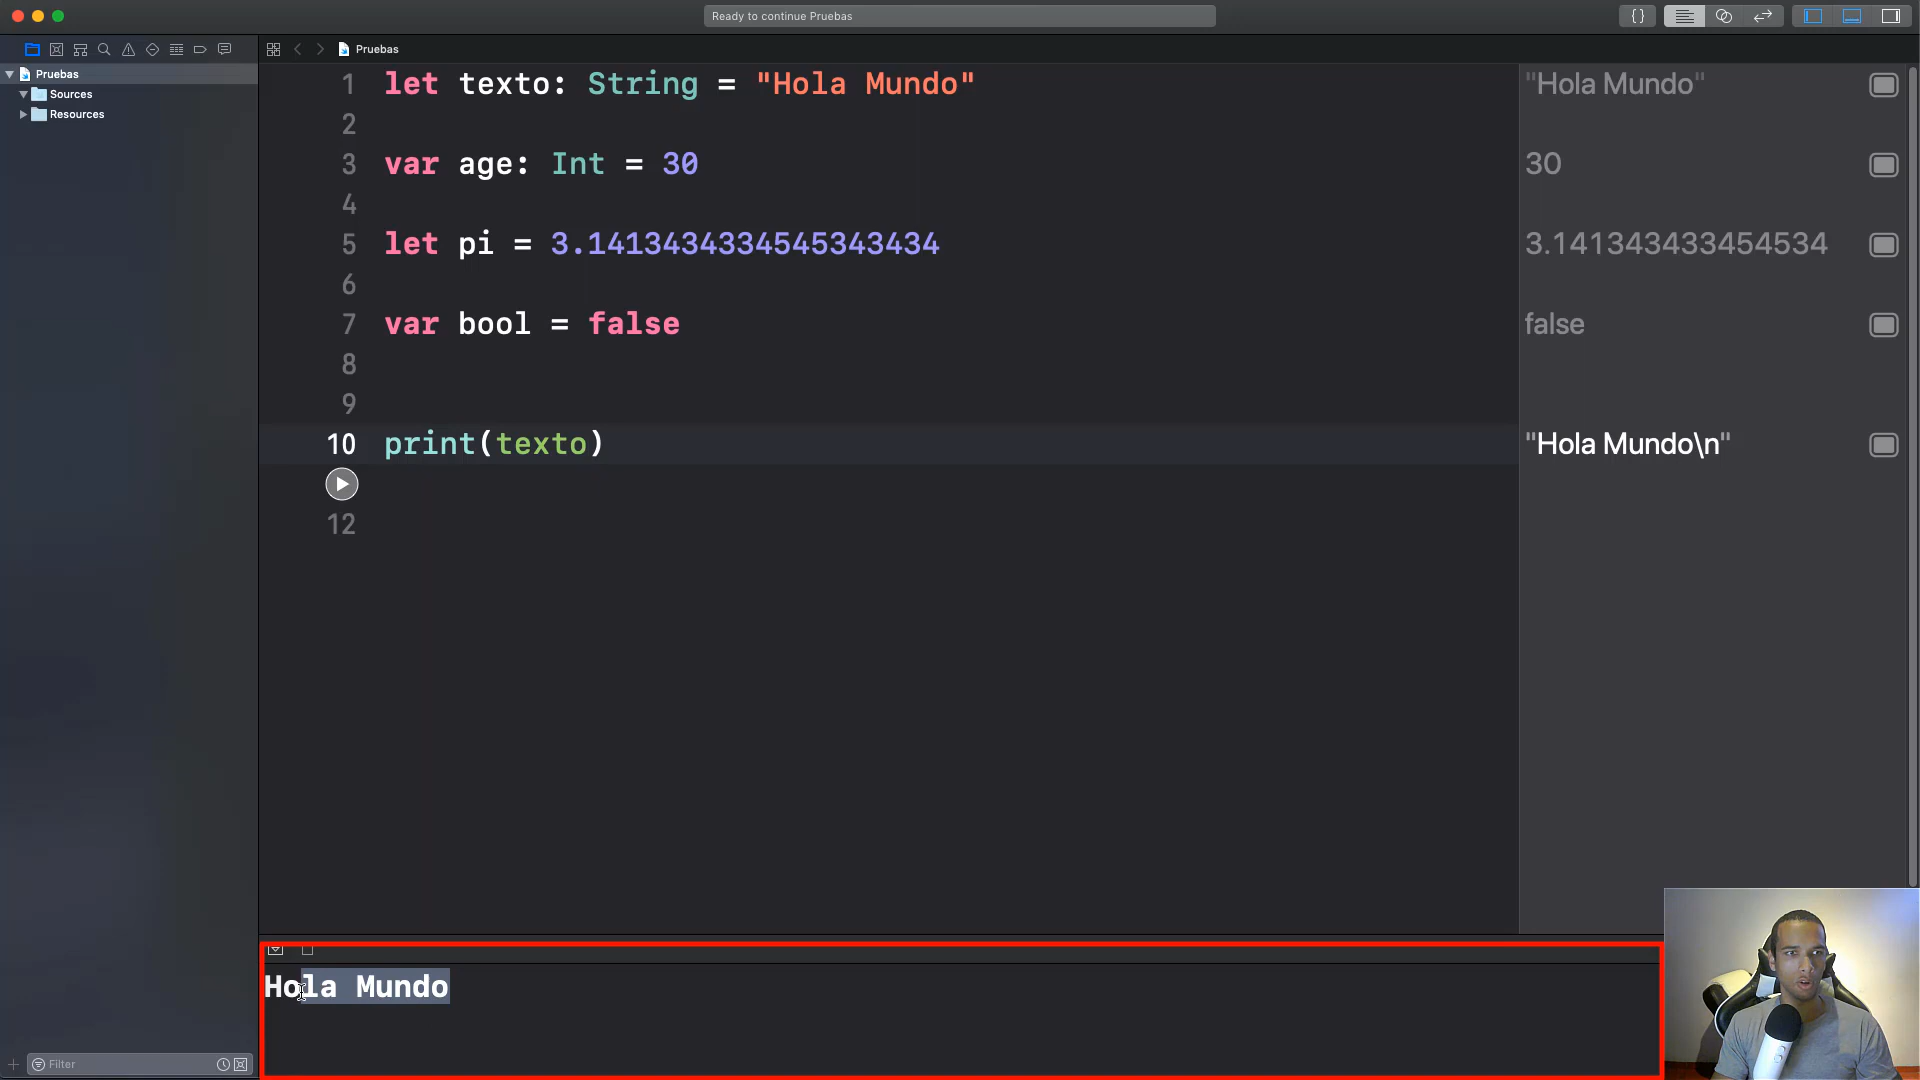 Ready to continue Pruebas
{ }
Pruebas
Pruebas
Sources
Resources
1 let texto: String = "Hola Mundo"
"Hola Mundo"
2
3 var age: Int = 30
30
4
5 let pi = 3.1413434334545343434
3.141343433454534
6
7 var bool = false
false
8
9
10 print(texto)
"Hola Mundo\n"
12
Hola Mundo
Filter